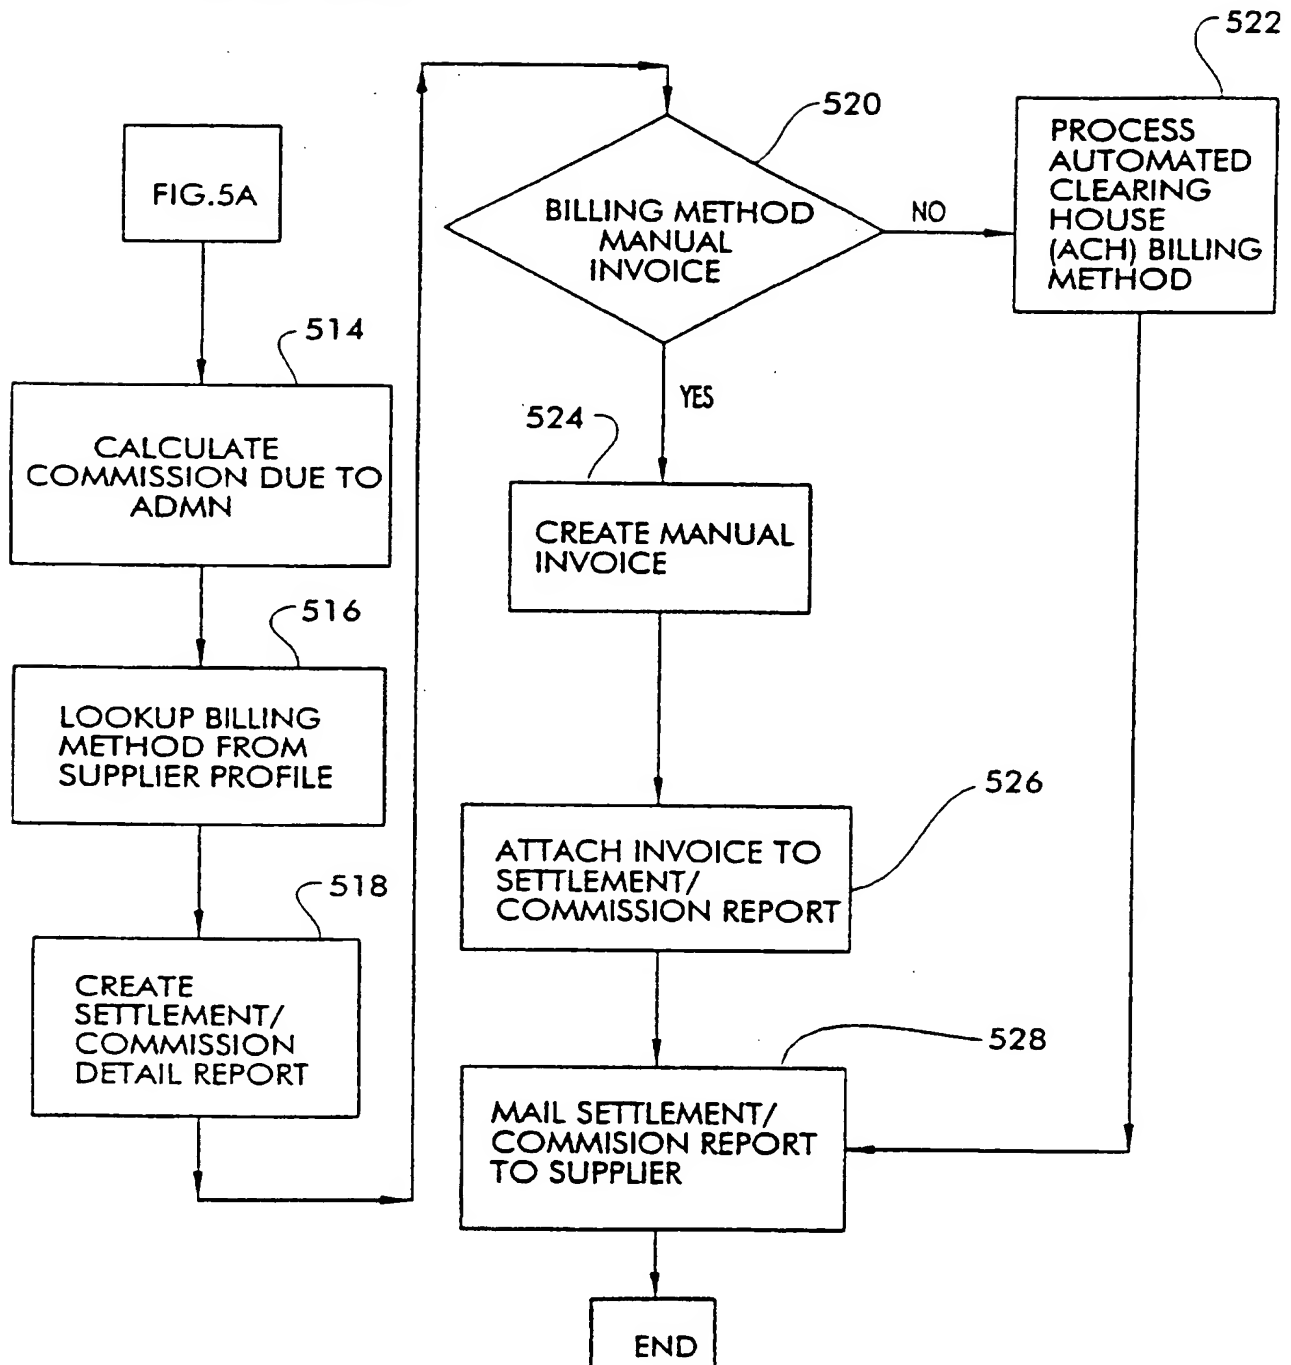 FIG.5A
514
CALCULATE
COMMISSION DUE TO
ADMN
516
LOOKUP BILLING
METHOD FROM
SUPPLIER PROFILE
518
CREATE
SETTLEMENT/
COMMISSION
DETAIL REPORT
520
BILLING METHOD
MANUAL
INVOICE
NO
522
PROCESS
AUTOMATED
CLEARING
HOUSE
(ACH) BILLING
METHOD
YES
524
CREATE MANUAL
INVOICE
526
ATTACH INVOICE TO
SETTLEMENT/
COMMISSION REPORT
528
MAIL SETTLEMENT/
COMMISION REPORT
TO SUPPLIER
END